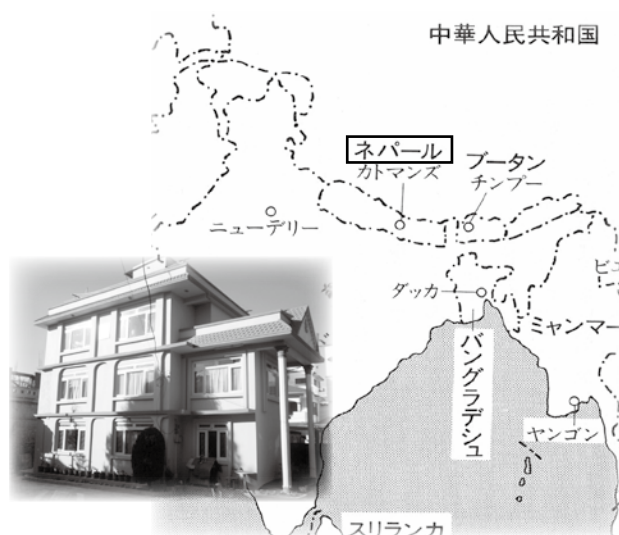 中華人民共和国
ネパール
カトマンズ
ブータン
チンプー
ニューデリー
ダッカ
ミャンマー
バングラデシュ
ヤンゴン
スリランカ